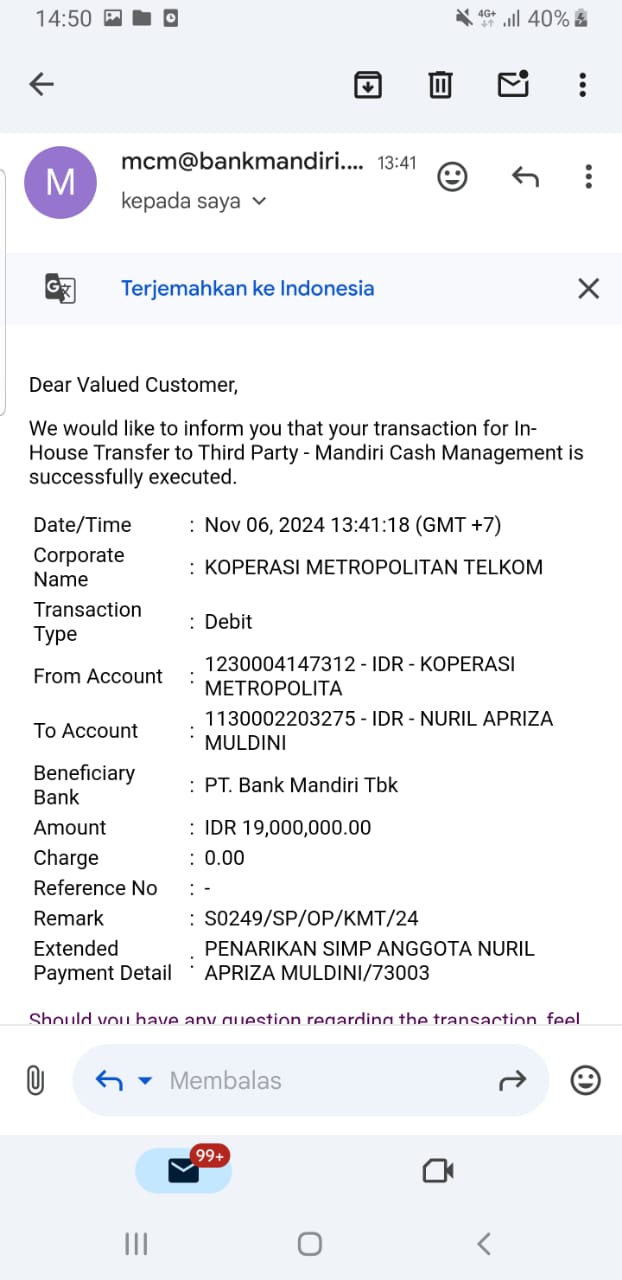 14:50 4G+ 40%
M
mcm@bankmandiri.... 13:41
kepada saya
G
Terjemahkan ke Indonesia
Dear Valued Customer,
We would like to inform you that your transaction for In-
House Transfer to Third Party - Mandiri Cash Management is
successfully executed.
Date/Time : Nov 06, 2024 13:41:18 (GMT +7)
Corporate
Name : KOPERASI METROPOLITAN TELKOM
Transaction
Type : Debit
From Account : 1230004147312 - IDR - KOPERASI
METROPOLITA
To Account : 1130002203275 - IDR - NURIL APRIZA
MULDINI
Beneficiary
Bank : PT. Bank Mandiri Tbk
Amount : IDR 19,000,000.00
Charge : 0.00
Reference No : -
Remark : S0249/SP/OP/KMT/24
Extended
Payment Detail : PENARIKAN SIMP ANGGOTA NURIL
APRIZA MULDINI/73003
Should you have any question regarding the transaction, feel
Membalas
99+